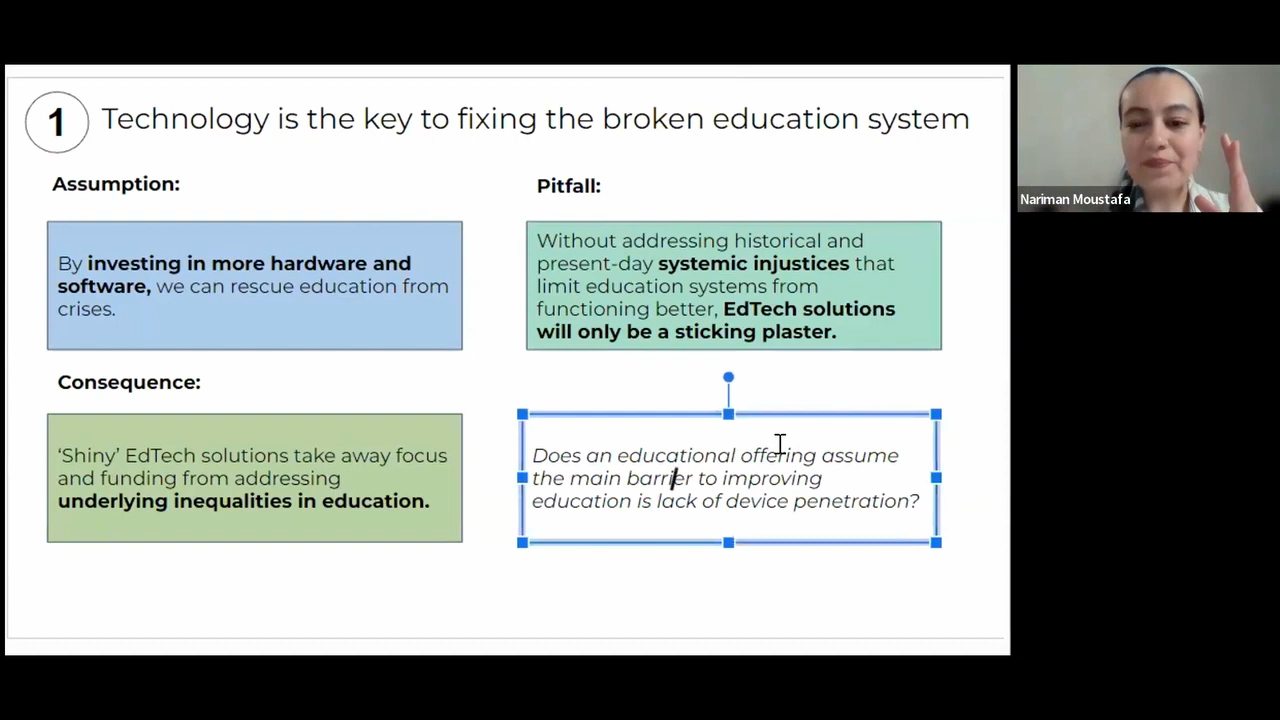 1
Technology is the key to fixing the broken education system
Assumption:
By investing in more hardware and
software, we can rescue education from
crises.
Pitfall:
Without addressing historical and
present-day systemic injustices that
limit education systems from
functioning better, EdTech solutions
will only be a sticking plaster.
Consequence:
‘Shiny’ EdTech solutions take away focus
and funding from addressing
underlying inequalities in education.
Does an educational offering assume
the main barrier to improving
education is lack of device penetration?
Nariman Moustafa